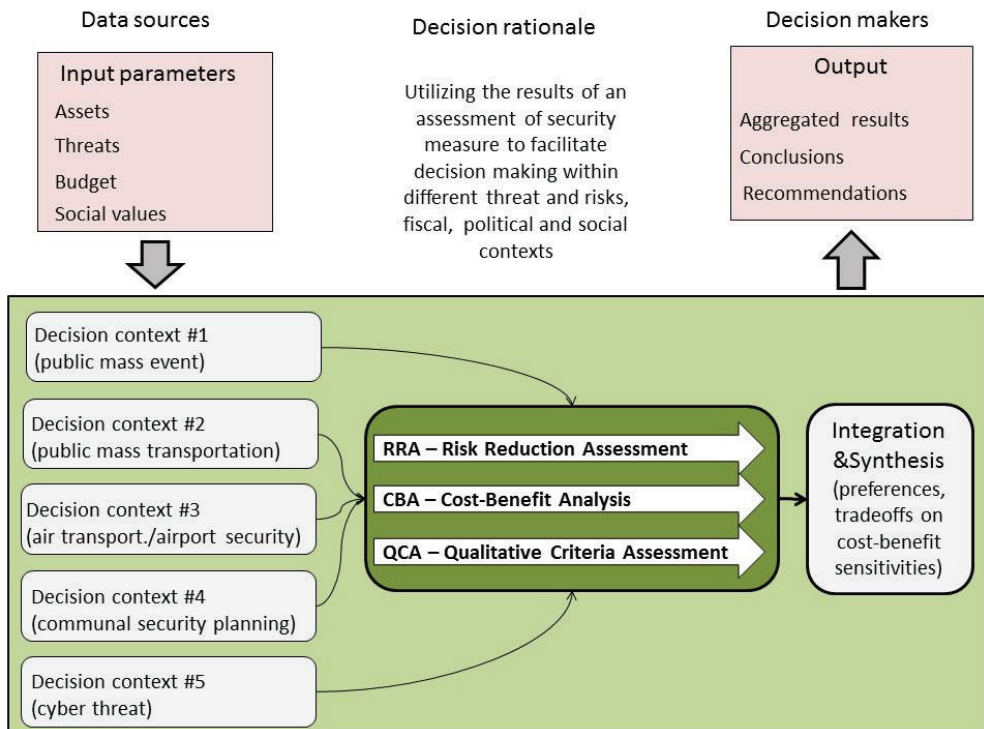 Data sources
Input parameters
Assets
Threats
Budget
Social values
Decision rationale
Utilizing the results of an
assessment of security
measure to facilitate
decision making within
different threat and risks,
fiscal, political and social
contexts
Decision makers
Output
Aggregated results
Conclusions
Recommendations
Decision context #1
(public mass event)
Decision context #2
(public mass transportation)
Decision context #3
(air transport./airport security)
Decision context #4
(communal security planning)
Decision context #5
(cyber threat)
RRA – Risk Reduction Assessment
CBA – Cost-Benefit Analysis
QCA – Qualitative Criteria Assessment
Integration
&Synthesis
(preferences,
tradeoffs on
cost-benefit
sensitivities)